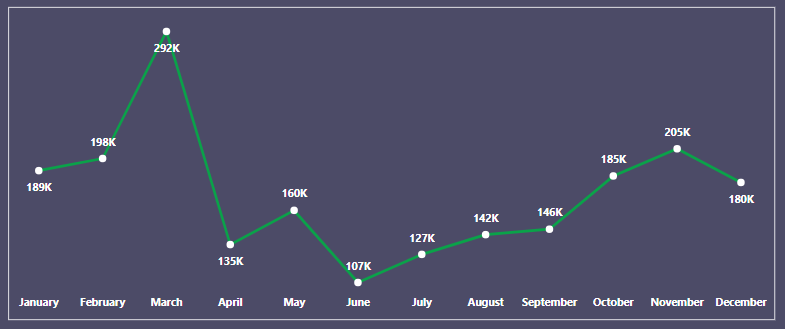 292K
205K
198K
185K
189K
180K
160K
146K
142K
127K
135K
107K
January February March April May June July August September October November December